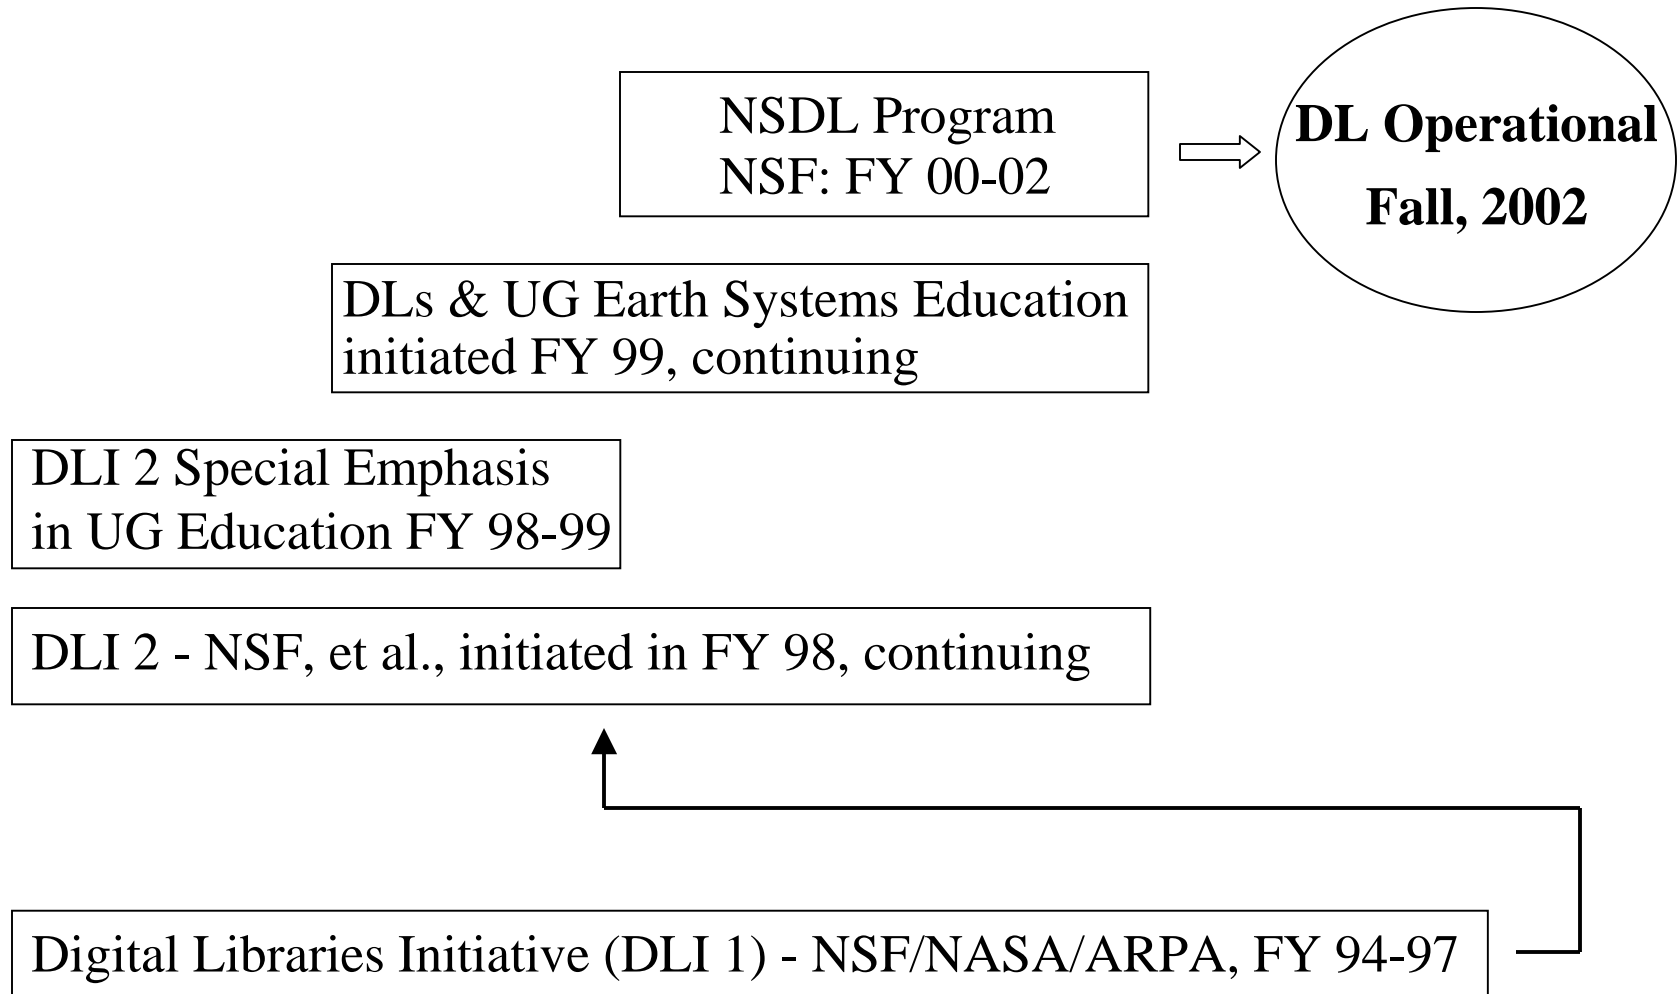 NSDL Program
NSF: FY 00-02
DL Operational
Fall, 2002
DLs & UG Earth Systems Education
initiated FY 99, continuing
DLI 2 Special Emphasis
in UG Education FY 98-99
DLI 2 - NSF, et al., initiated in FY 98, continuing
Digital Libraries Initiative (DLI 1) - NSF/NASA/ARPA, FY 94-97